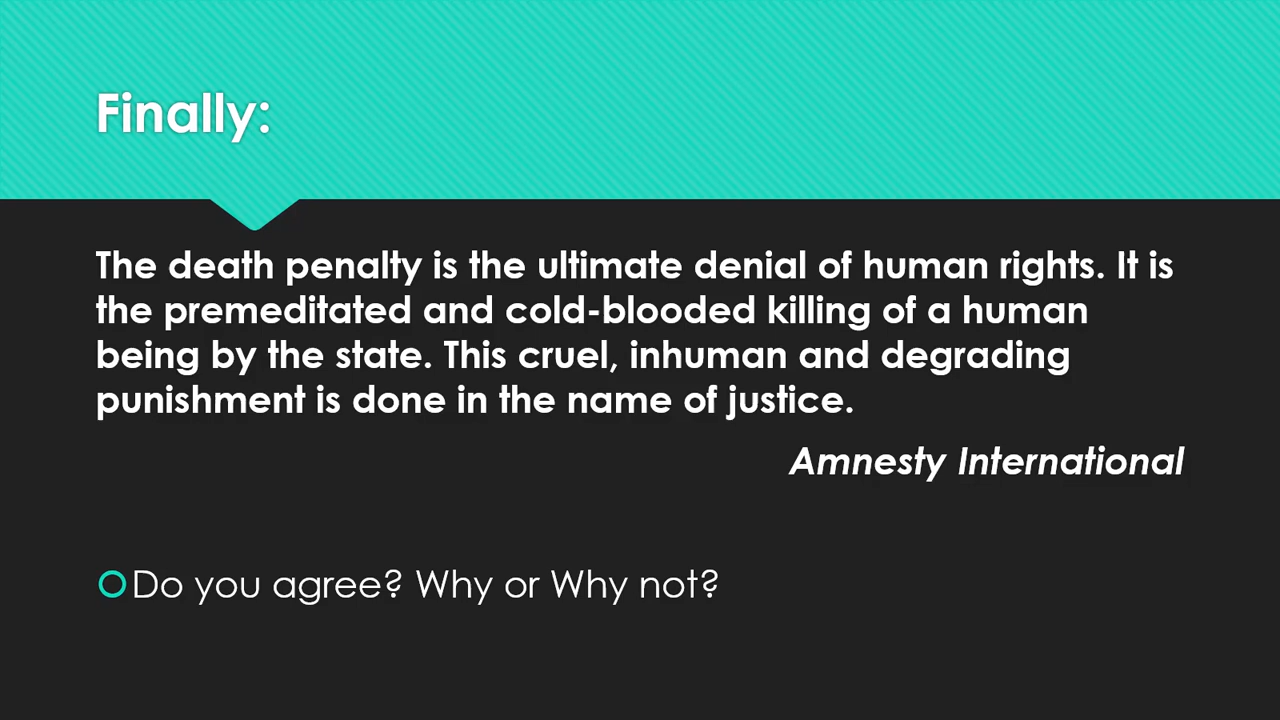 Finally:
The death penalty is the ultimate denial of human rights. It is
the premeditated and cold-blooded killing of a human
being by the state. This cruel, inhuman and degrading
punishment is done in the name of justice.
Amnesty International
Do you agree? Why or Why not?